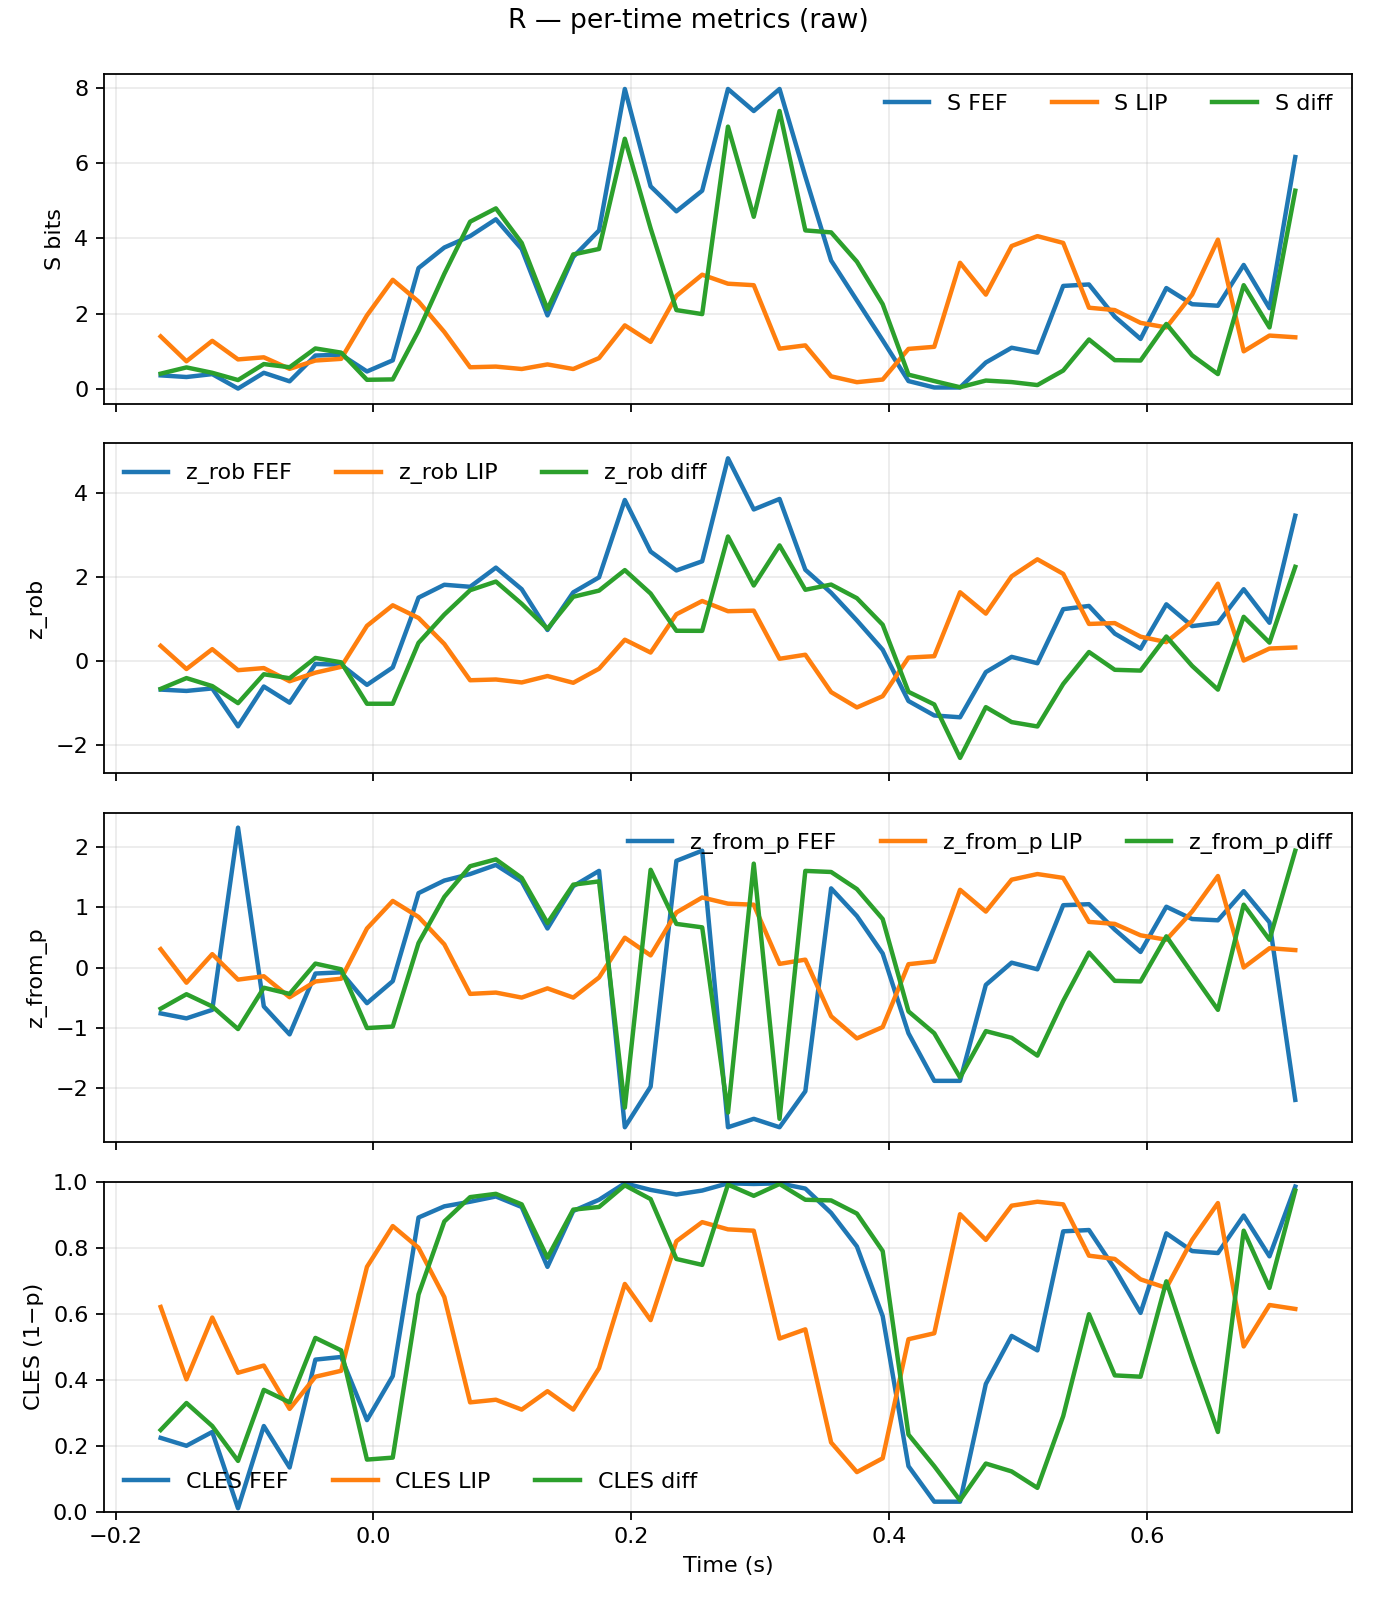 R — per-time metrics (raw)
S FEF S LIP S diff
8
6
4
2
0
S bits
z_rob FEF z_rob LIP z_rob diff
4
2
0
−2
z_rob
z_from_p FEF z_from_p LIP z_from_p diff
2
1
0
−1
−2
z_from_p
1.0
0.8
0.6
0.4
0.2
0.0
CLES (1−p)
CLES FEF CLES LIP CLES diff
−0.2 0.0 0.2 0.4 0.6
Time (s)